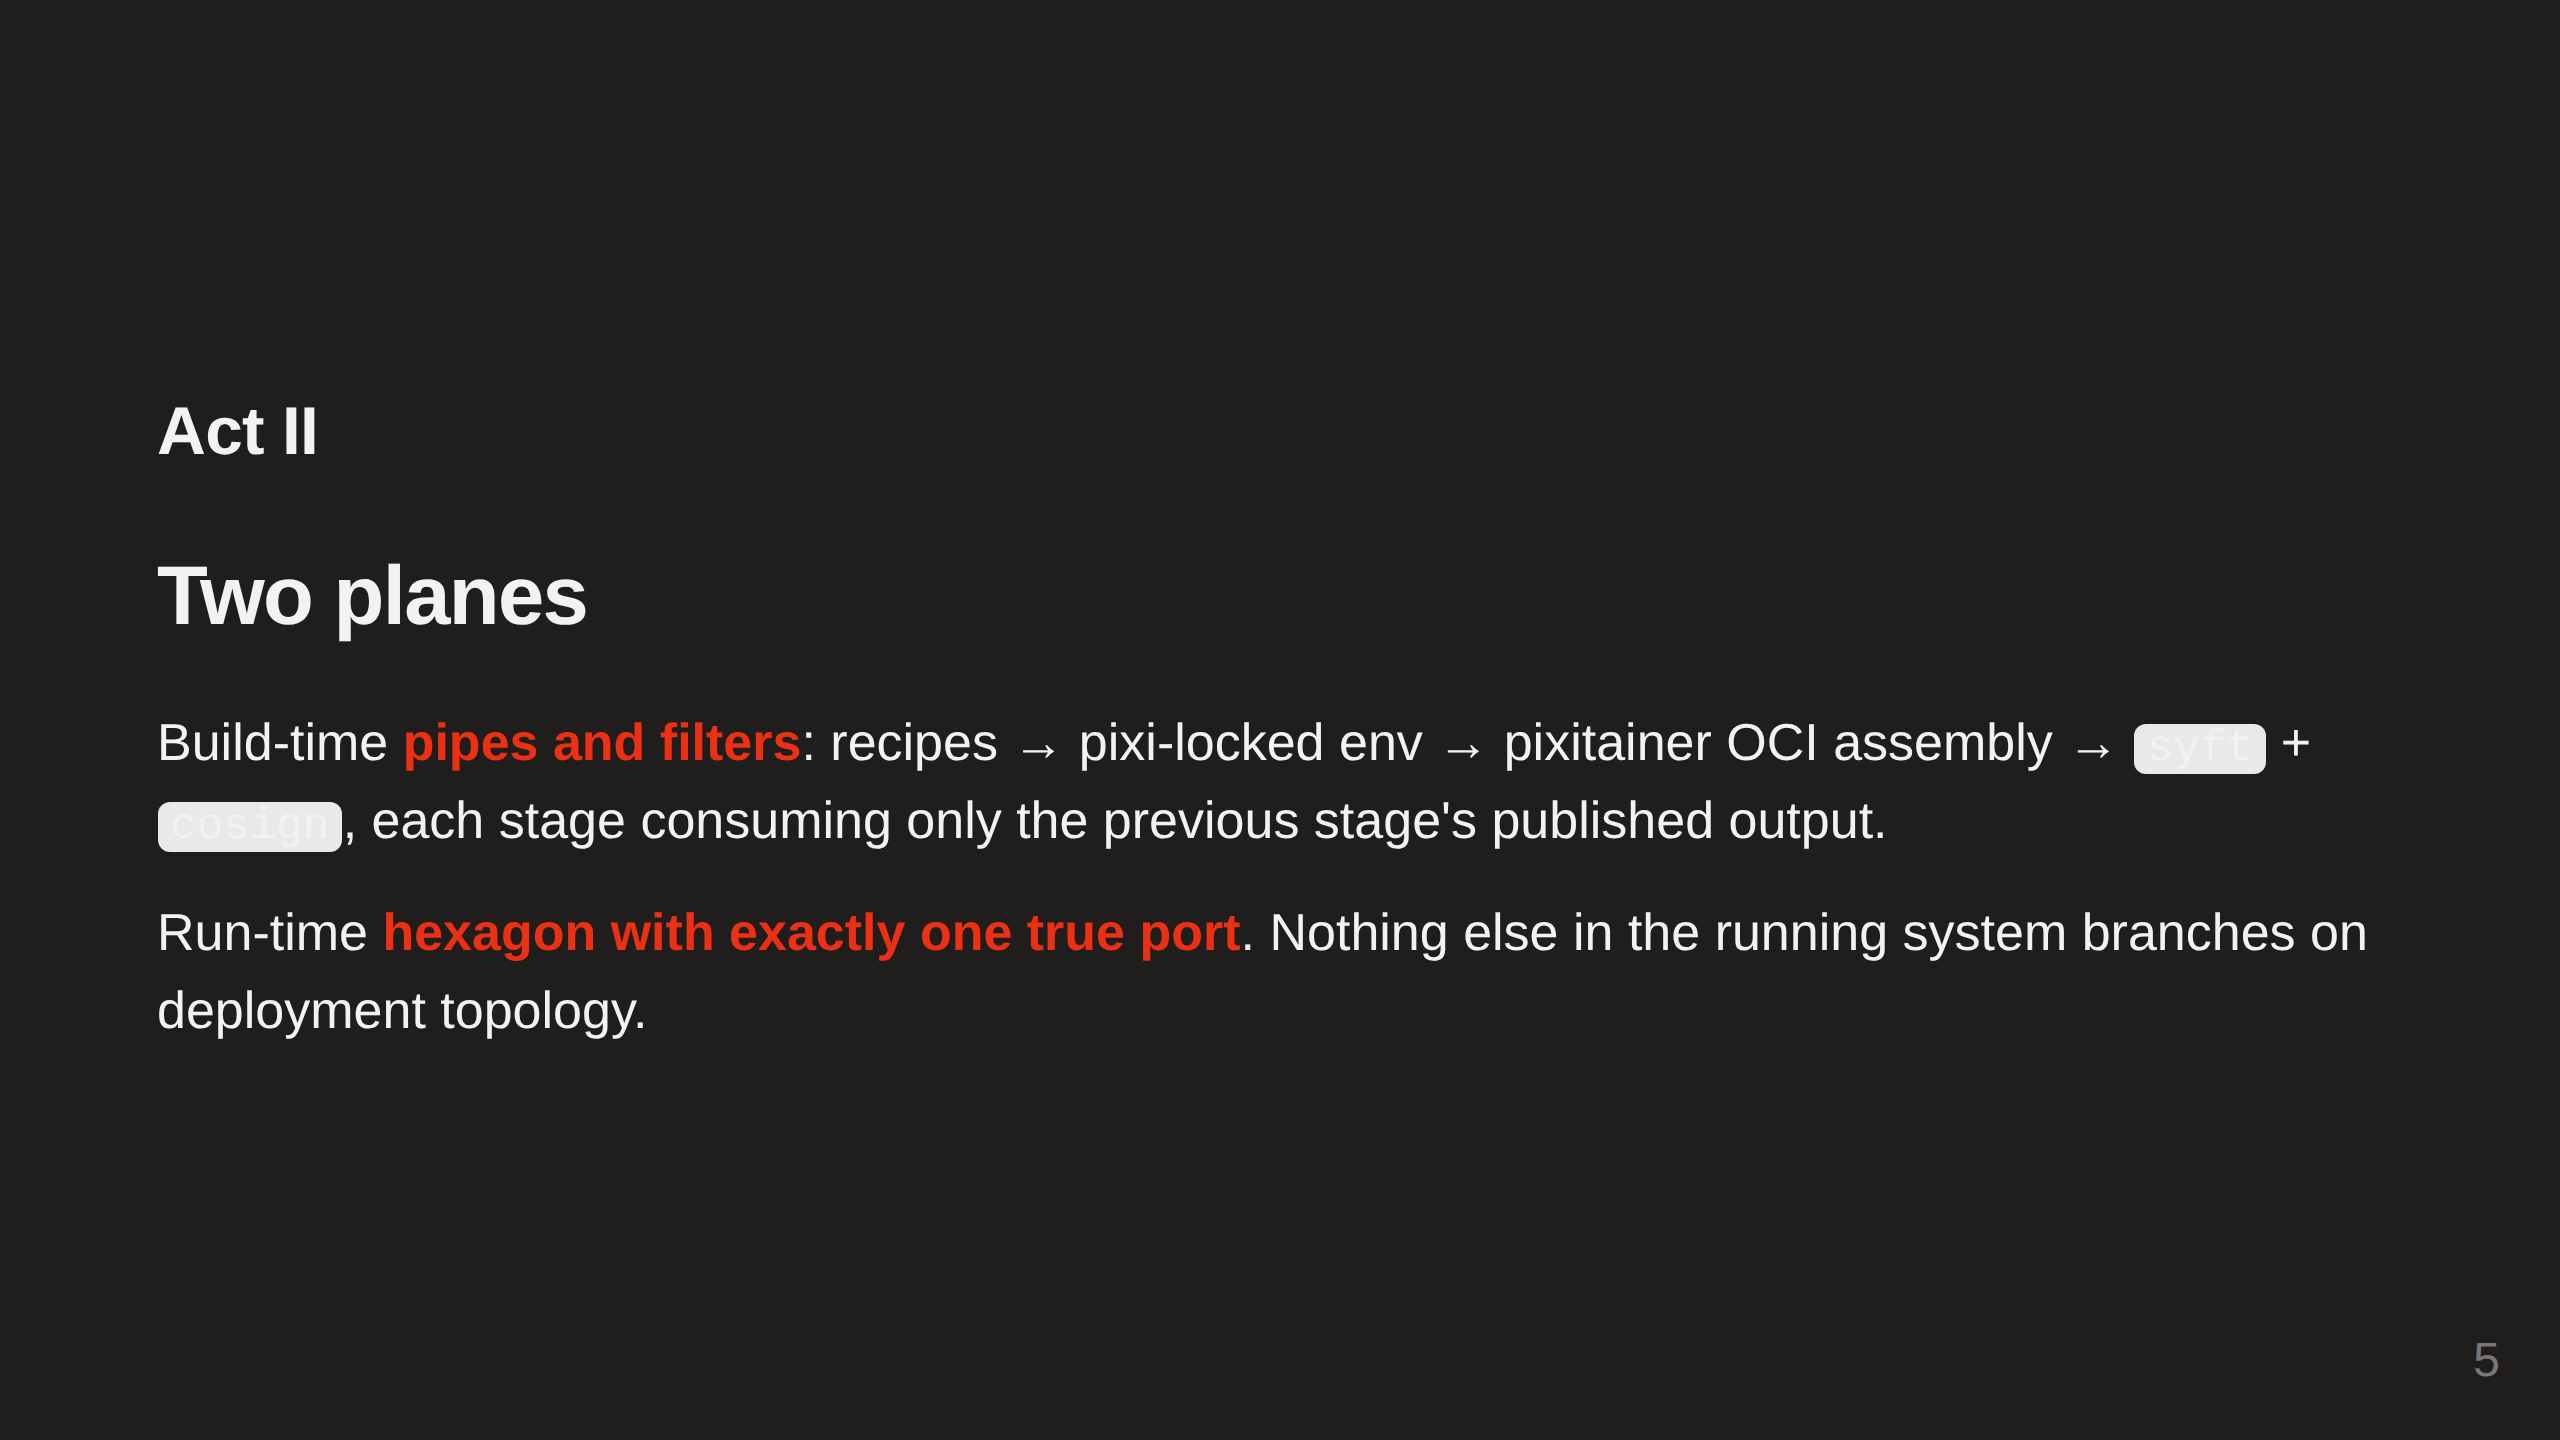 Act II
Two planes
Build-time pipes and filters: recipes → pixi-locked env → pixitainer OCI assembly → syft +
cosign, each stage consuming only the previous stage's published output.
Run-time hexagon with exactly one true port. Nothing else in the running system branches on
deployment topology.
5